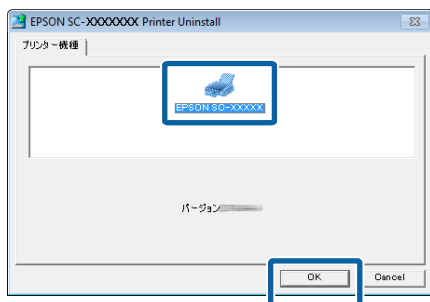 EPSON SC-XXXXXXX Printer Uninstall
プリンター機種
EPSON SC-XXXXX
バージョン
OK
Cancel